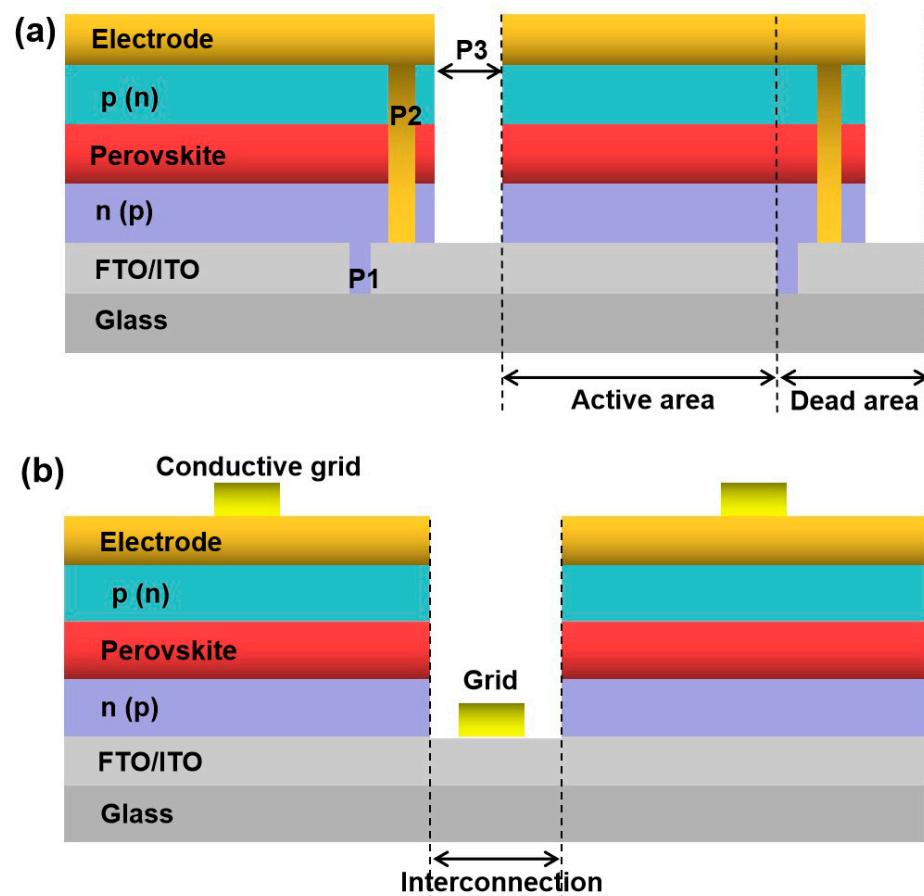 (a)
Electrode
P3
p (n)
P2
Perovskite
n (p)
FTO/ITO
P1
Glass
Active area
Dead area
(b)
Conductive grid
Electrode
p (n)
Perovskite
Grid
n (p)
FTO/ITO
Glass
Interconnection